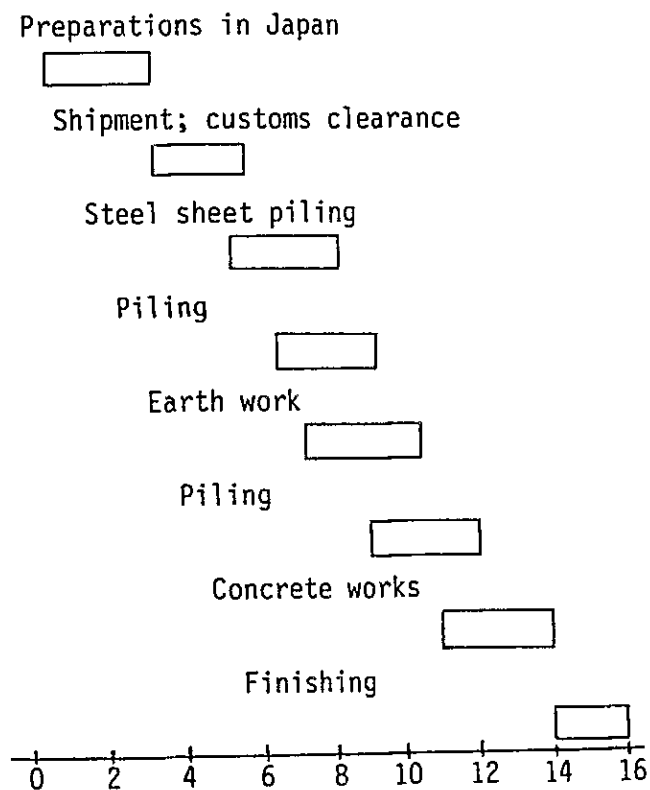 Preparations in Japan
Shipment; customs clearance
Steel sheet piling
Piling
Earth work
Piling
Concrete works
Finishing
0 2 4 6 8 10 12 14 16